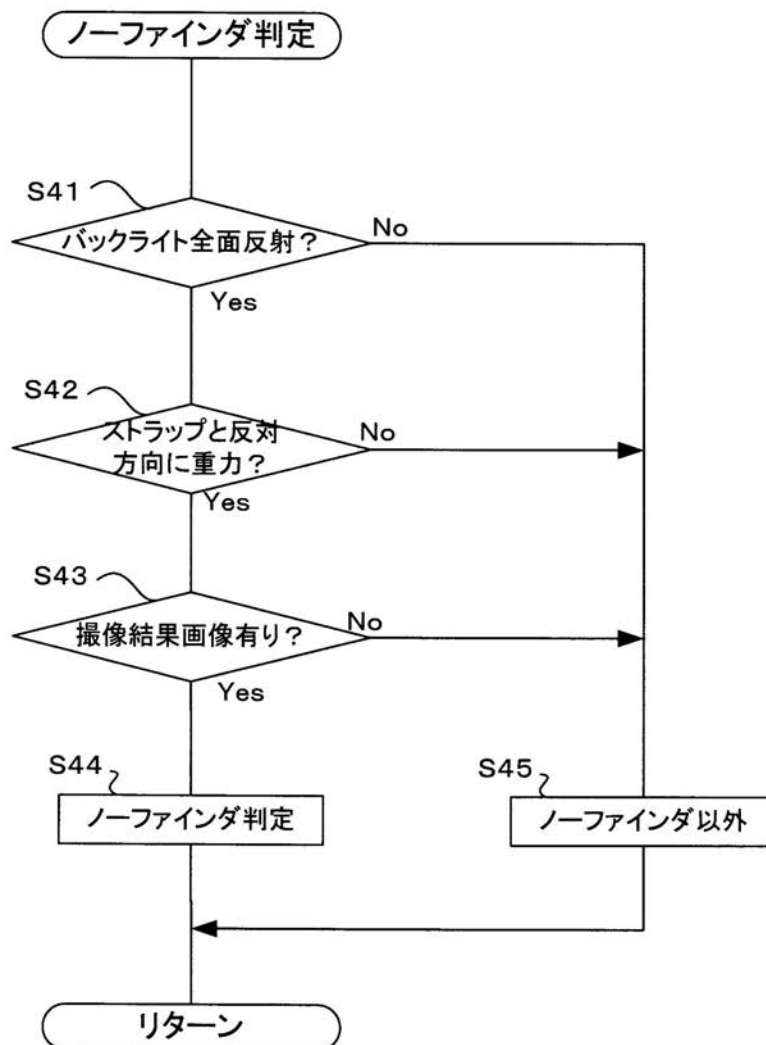 ノーファインダ判定
S41
バックライト全面反射？
No
Yes
S42
ストラップと反対
方向に重力？
No
Yes
S43
撮像結果画像有り？
No
Yes
S44
ノーファインダ判定
S45
ノーファインダ以外
リターン